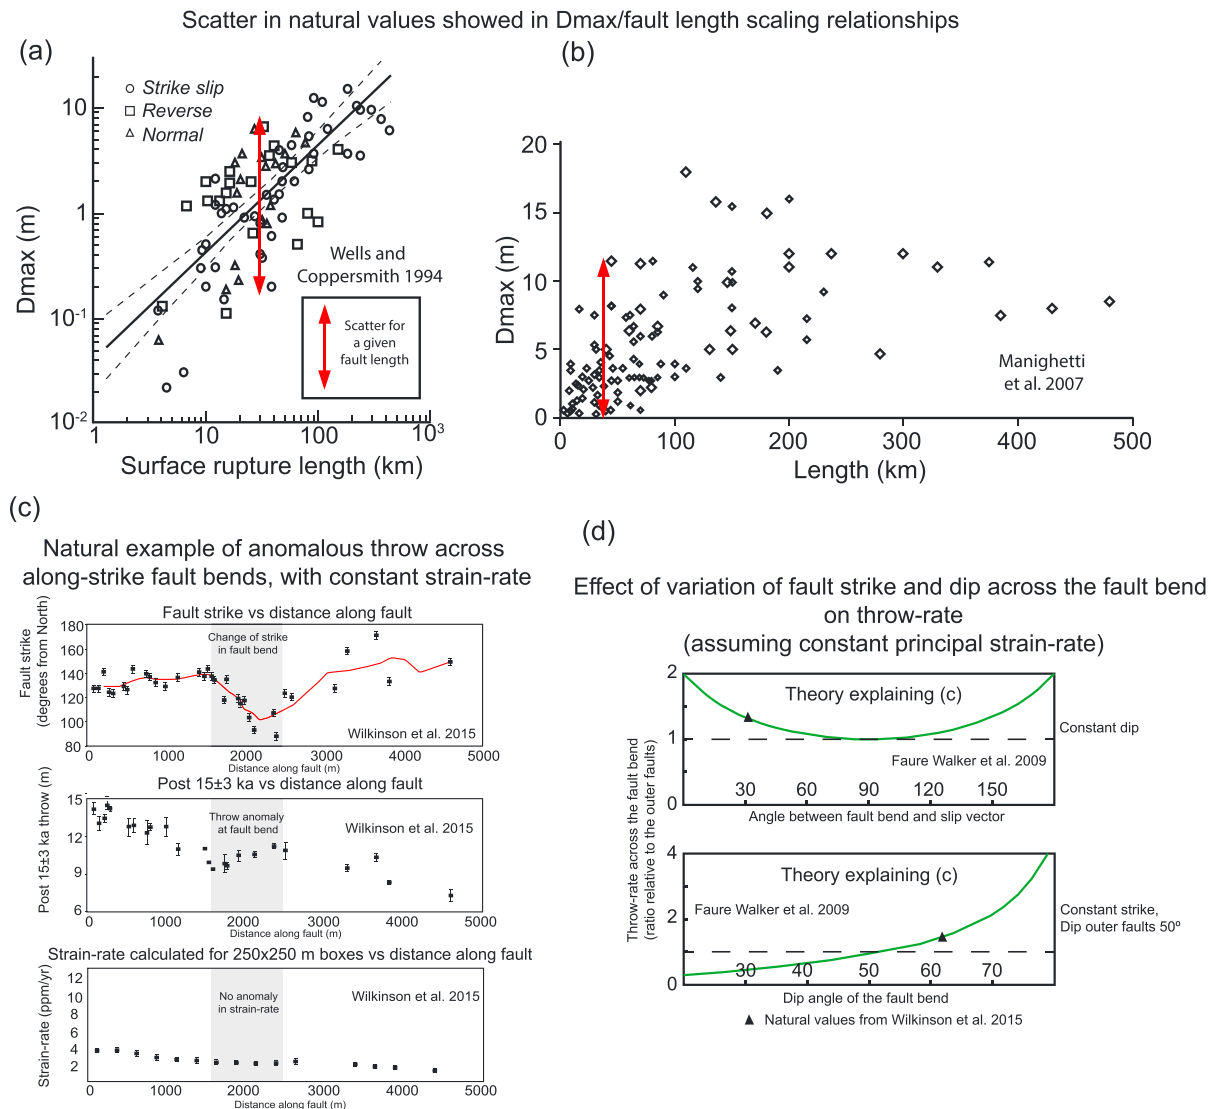 Scatter in natural values showed in Dmax/fault length scaling relationships
(a)
Strike slip
Reverse
Normal
10
1
10-1
10-2
Dmax (m)
Wells and
Coppersmith 1994
Scatter for
a given
fault length
1
10
100
103
Surface rupture length (km)
(b)
20
15
10
5
0
Dmax (m)
Manighetti
et al. 2007
0
100
200
300
400
500
Length (km)
(c)
Natural example of anomalous throw across
along-strike fault bends, with constant strain-rate
Fault strike vs distance along fault
180
160
140
120
100
80
Fault strike
(degrees from North)
Change of strike
in fault bend
Wilkinson et al. 2015
0
1000
2000
3000
4000
5000
Distance along fault (m)
Post 15±3 ka vs distance along fault
15
12
9
6
Post 15±3 ka throw (m)
Throw anomaly
at fault bend
Wilkinson et al. 2015
0
1000
2000
3000
4000
5000
Distance along fault (m)
Strain-rate calculated for 250x250 m boxes vs distance along fault
12
10
8
6
4
2
Strain-rate (ppm/yr)
No anomaly
in strain-rate
Wilkinson et al. 2015
0
1000
2000
3000
4000
5000
Distance along fault (m)
(d)
Effect of variation of fault strike and dip across the fault bend
on throw-rate
(assuming constant principal strain-rate)
2
1
0
Theory explaining (c)
Constant dip
Faure Walker et al. 2009
30
60
90
120
150
Angle between fault bend and slip vector
Throw-rate across the fault bend
(ratio relative to the outer faults)
4
2
0
Theory explaining (c)
Faure Walker et al. 2009
Constant strike,
Dip outer faults 50º
30
40
50
60
70
Dip angle of the fault bend
Natural values from Wilkinson et al. 2015